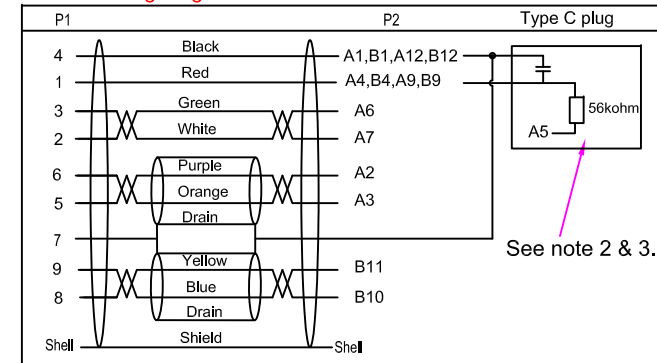 P1 P2 Type C plug
4 Black A1,B1,A12,B12
1 Red A4,B4,A9,B9
3 Green A6
2 White A7
56kohm
A5
6 Purple A2
5 Orange A3
Drain
7
See note 2 & 3.
9 Yellow B11
8 Blue B10
Drain
Shell Shield Shell